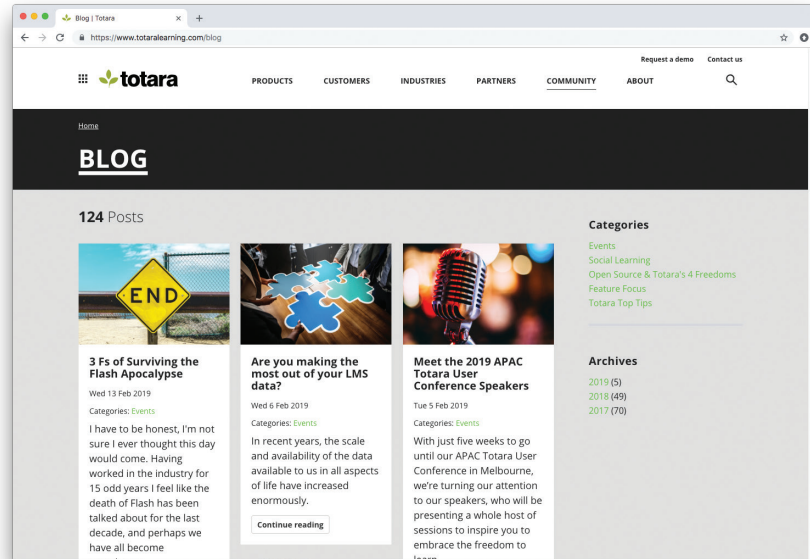 Blog | Totara
https://www.totaralearning.com/blog
Request a demo Contact us
totara
PRODUCTS CUSTOMERS INDUSTRIES PARTNERS COMMUNITY ABOUT
Home
BLOG
124 Posts
END
3 Fs of Surviving the
Flash Apocalypse
Wed 13 Feb 2019
Categories: Events
I have to be honest, I'm not
sure I ever thought this day
would come. Having
worked in the industry for
15 odd years I feel like the
death of Flash has been
talked about for the last
decade, and perhaps we
have all become
Are you making the
most out of your LMS
data?
Wed 6 Feb 2019
Categories: Events
In recent years, the scale
and availability of the data
available to us in all aspects
of life have increased
enormously.
Continue reading
Meet the 2019 APAC
Totara User
Conference Speakers
Tue 5 Feb 2019
Categories: Events
With just five weeks to go
until our APAC Totara User
Conference in Melbourne,
we're turning our attention
to our speakers, who will be
presenting a whole host of
sessions to inspire you to
embrace the freedom to
learn
Categories
Events
Social Learning
Open Source & Totara's 4 Freedoms
Feature Focus
Totara Top Tips
Archives
2019 (5)
2018 (49)
2017 (70)